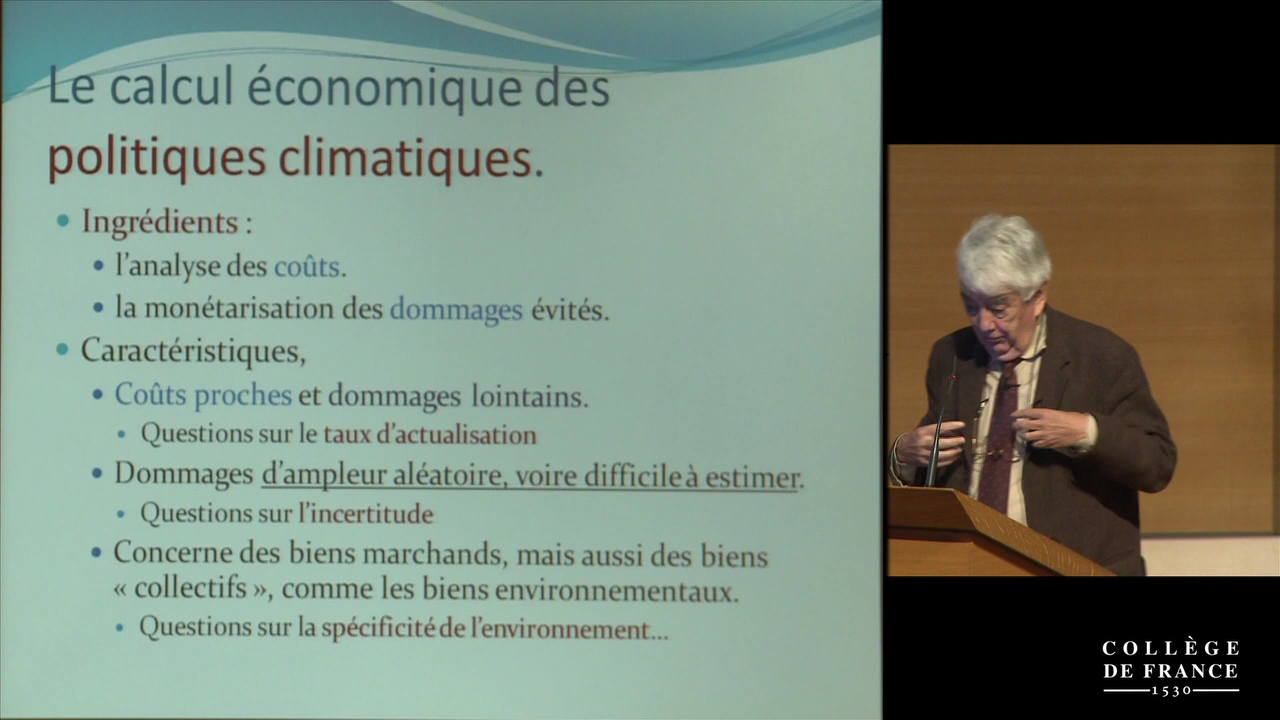 Le calcul économique des
politiques climatiques.
• Ingrédients :
• l'analyse des coûts.
• la monétarisation des dommages évités.
• Caractéristiques,
• Coûts proches et dommages lointains.
• Questions sur le taux d'actualisation
• Dommages d'ampleur aléatoire, voire difficile à estimer.
• Questions sur l'incertitude
• Concerne des biens marchands, mais aussi des biens
« collectifs », comme les biens environnementaux.
• Questions sur la spécificité de l'environnement...
COLLÈGE
DE FRANCE
1530